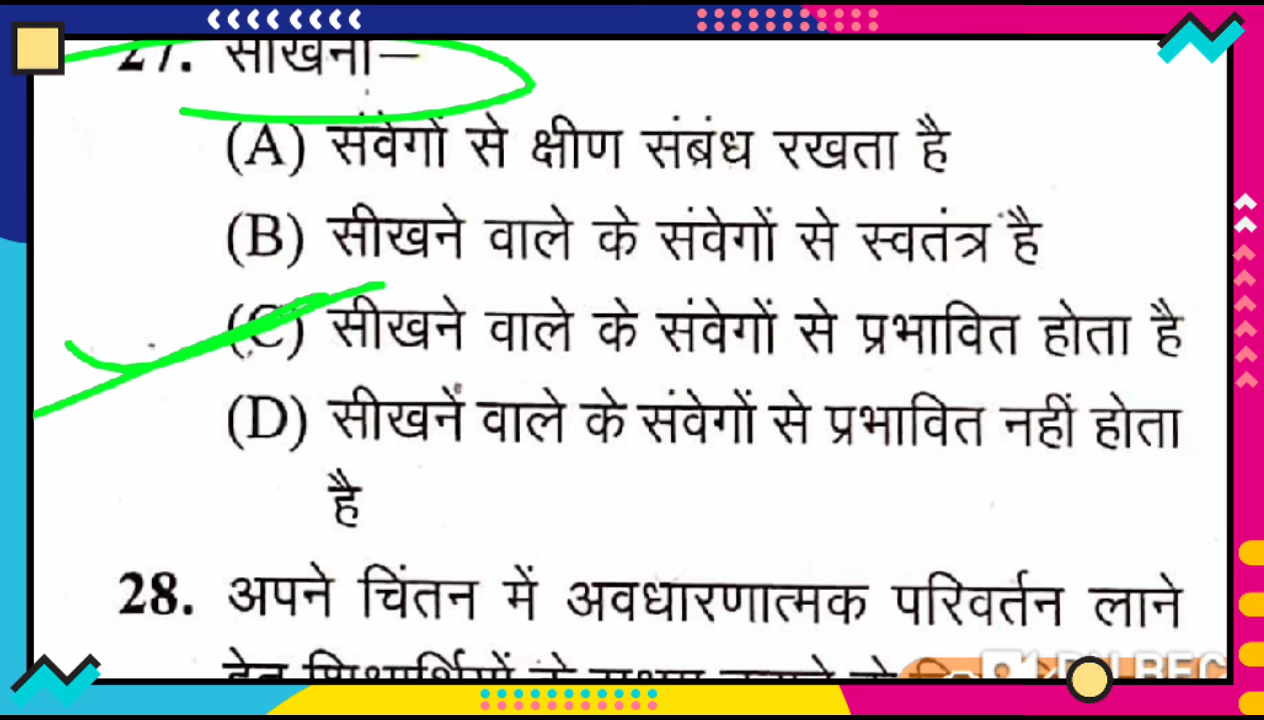 27. सीखना—
(A) संवेगों से क्षीण संबंध रखता है
(B) सीखने वाले के संवेगों से स्वतंत्र है
(C) सीखने वाले के संवेगों से प्रभावित होता है
(D) सीखनें वाले के संवेगों से प्रभावित नहीं होता
है
28. अपने चिंतन में अवधारणात्मक परिवर्तन लाने